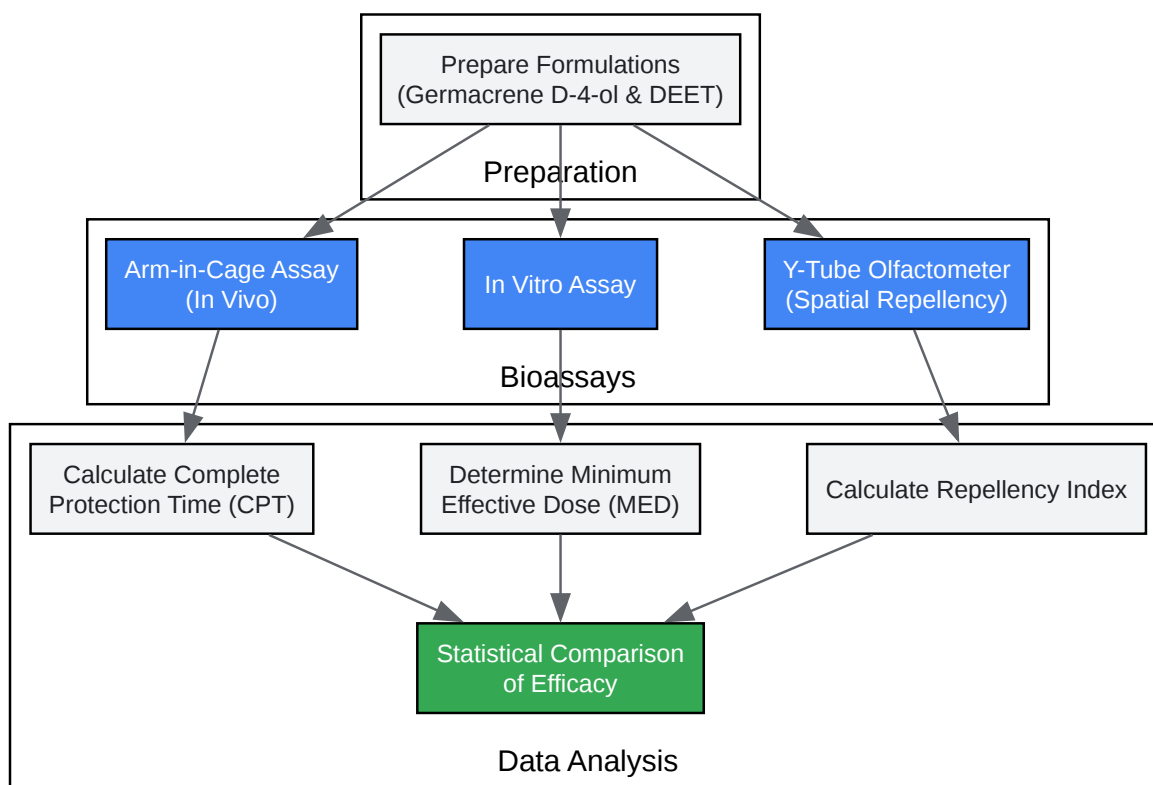 Prepare Formulations
(Germacrene D-4-ol & DEET)
Preparation
Arm-in-Cage Assay
(In Vivo)
In Vitro Assay
Y-Tube Olfactometer
(Spatial Repellency)
Bioassays
Calculate Complete
Protection Time (CPT)
Determine Minimum
Effective Dose (MED)
Calculate Repellency Index
Statistical Comparison
of Efficacy
Data Analysis